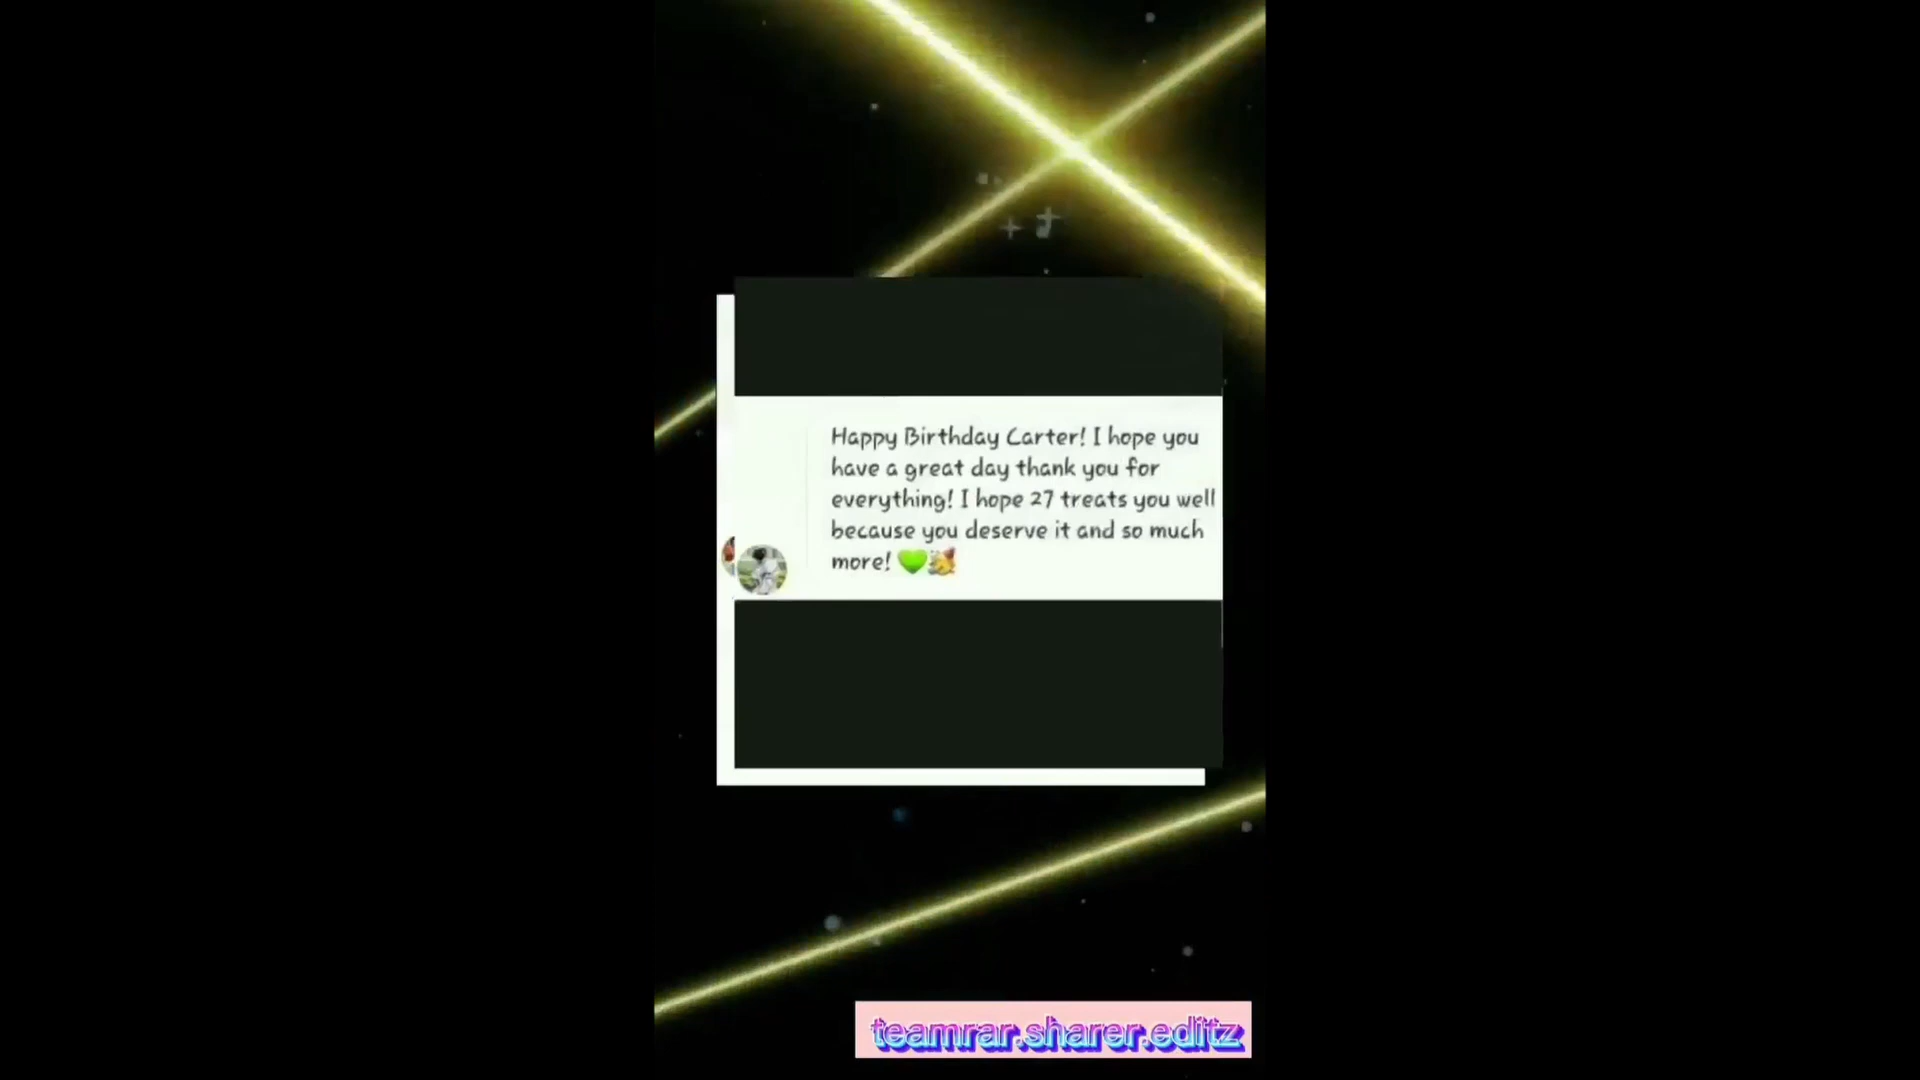 Happy Birthday Carter! I hope you
have a great day thank you for
everything! I hope 27 treats you well
because you deserve it and so much
more! 💚🥳
teamrar.sharer.editz